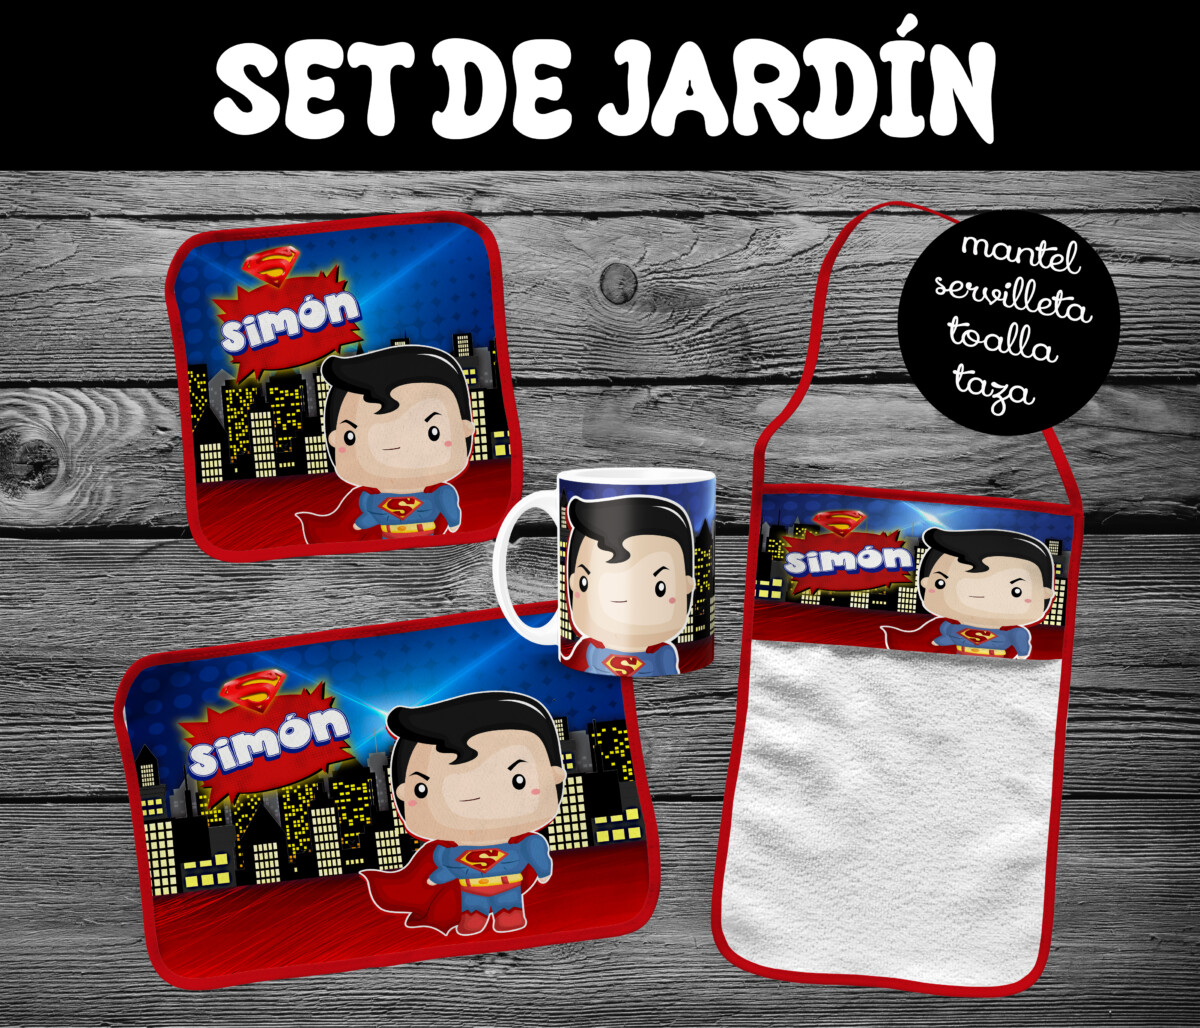 SET DE JARDÍN
mantel
servilleta
toalla
taza
Simón
Simón
Simón